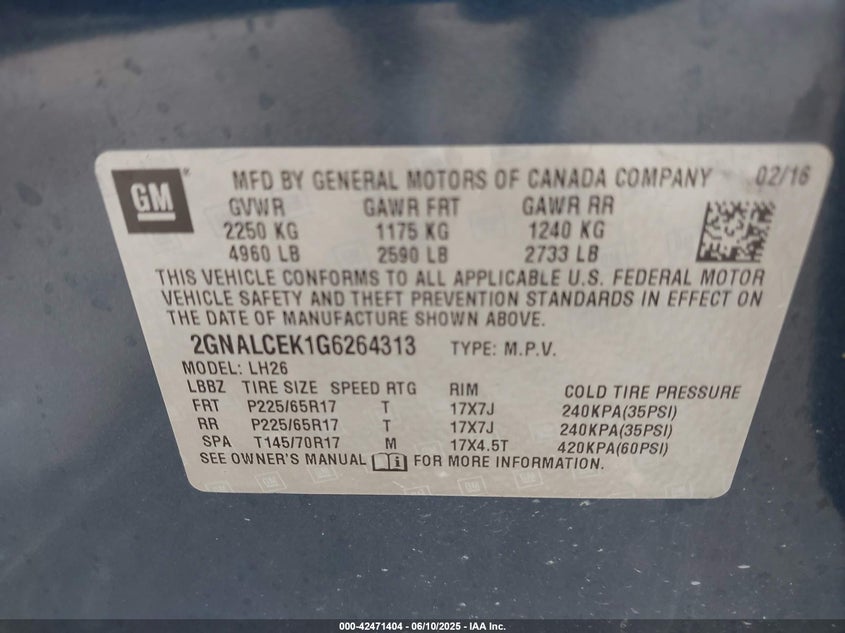 GM MFD BY GENERAL MOTORS OF CANADA COMPANY 02/16
GVWR GAWR FRT GAWR RR
2250 KG 1175 KG 1240 KG
4960 LB 2590 LB 2733 LB
THIS VEHICLE CONFORMS TO ALL APPLICABLE U.S. FEDERAL MOTOR
VEHICLE SAFETY AND THEFT PREVENTION STANDARDS IN EFFECT ON
THE DATE OF MANUFACTURE SHOWN ABOVE.
2GNALCEK1G6264313 TYPE: M.P.V.
MODEL: LH26
LBBZ TIRE SIZE SPEED RTG RIM COLD TIRE PRESSURE
FRT P225/65R17 T 17X7J 240KPA(35PSI)
RR P225/65R17 T 17X7J 240KPA(35PSI)
SPA T145/70R17 M 17X4.5T 420KPA(60PSI)
SEE OWNER'S MANUAL FOR MORE INFORMATION.
000-42471404 / 06/10/2025 - IAA Inc.